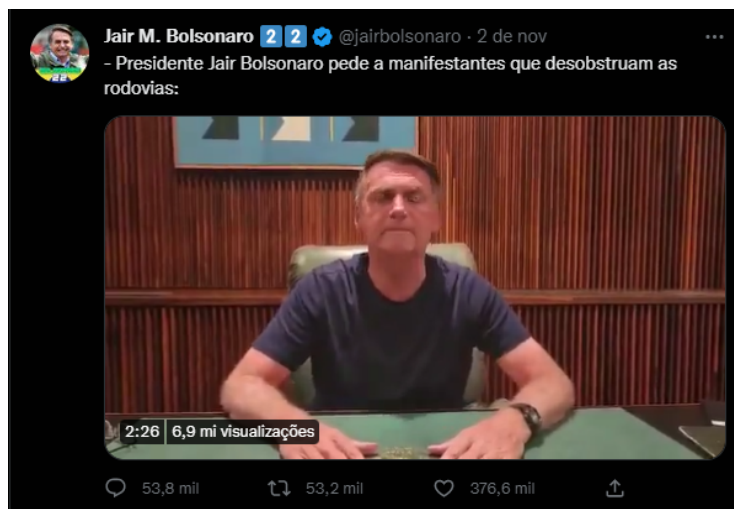 Jair M. Bolsonaro 2️⃣2️⃣ @jairbolsonaro · 2 de nov
- Presidente Jair Bolsonaro pede a manifestantes que desobstruam as
rodovias:
2:26 6,9 mi visualizações
53,8 mil 53,2 mil 376,6 mil